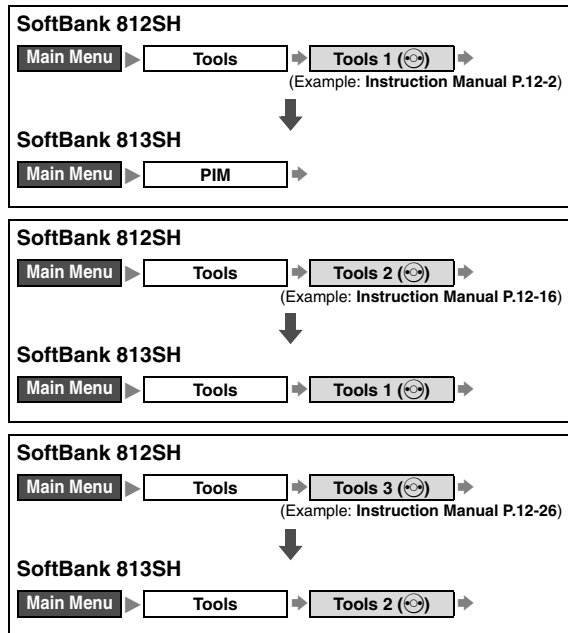 SoftBank 812SH
Main Menu Tools Tools 1 ()
(Example: Instruction Manual P.12-2)
SoftBank 813SH
Main Menu PIM
SoftBank 812SH
Main Menu Tools Tools 2 ()
(Example: Instruction Manual P.12-16)
SoftBank 813SH
Main Menu Tools Tools 1 ()
SoftBank 812SH
Main Menu Tools Tools 3 ()
(Example: Instruction Manual P.12-26)
SoftBank 813SH
Main Menu Tools Tools 2 ()